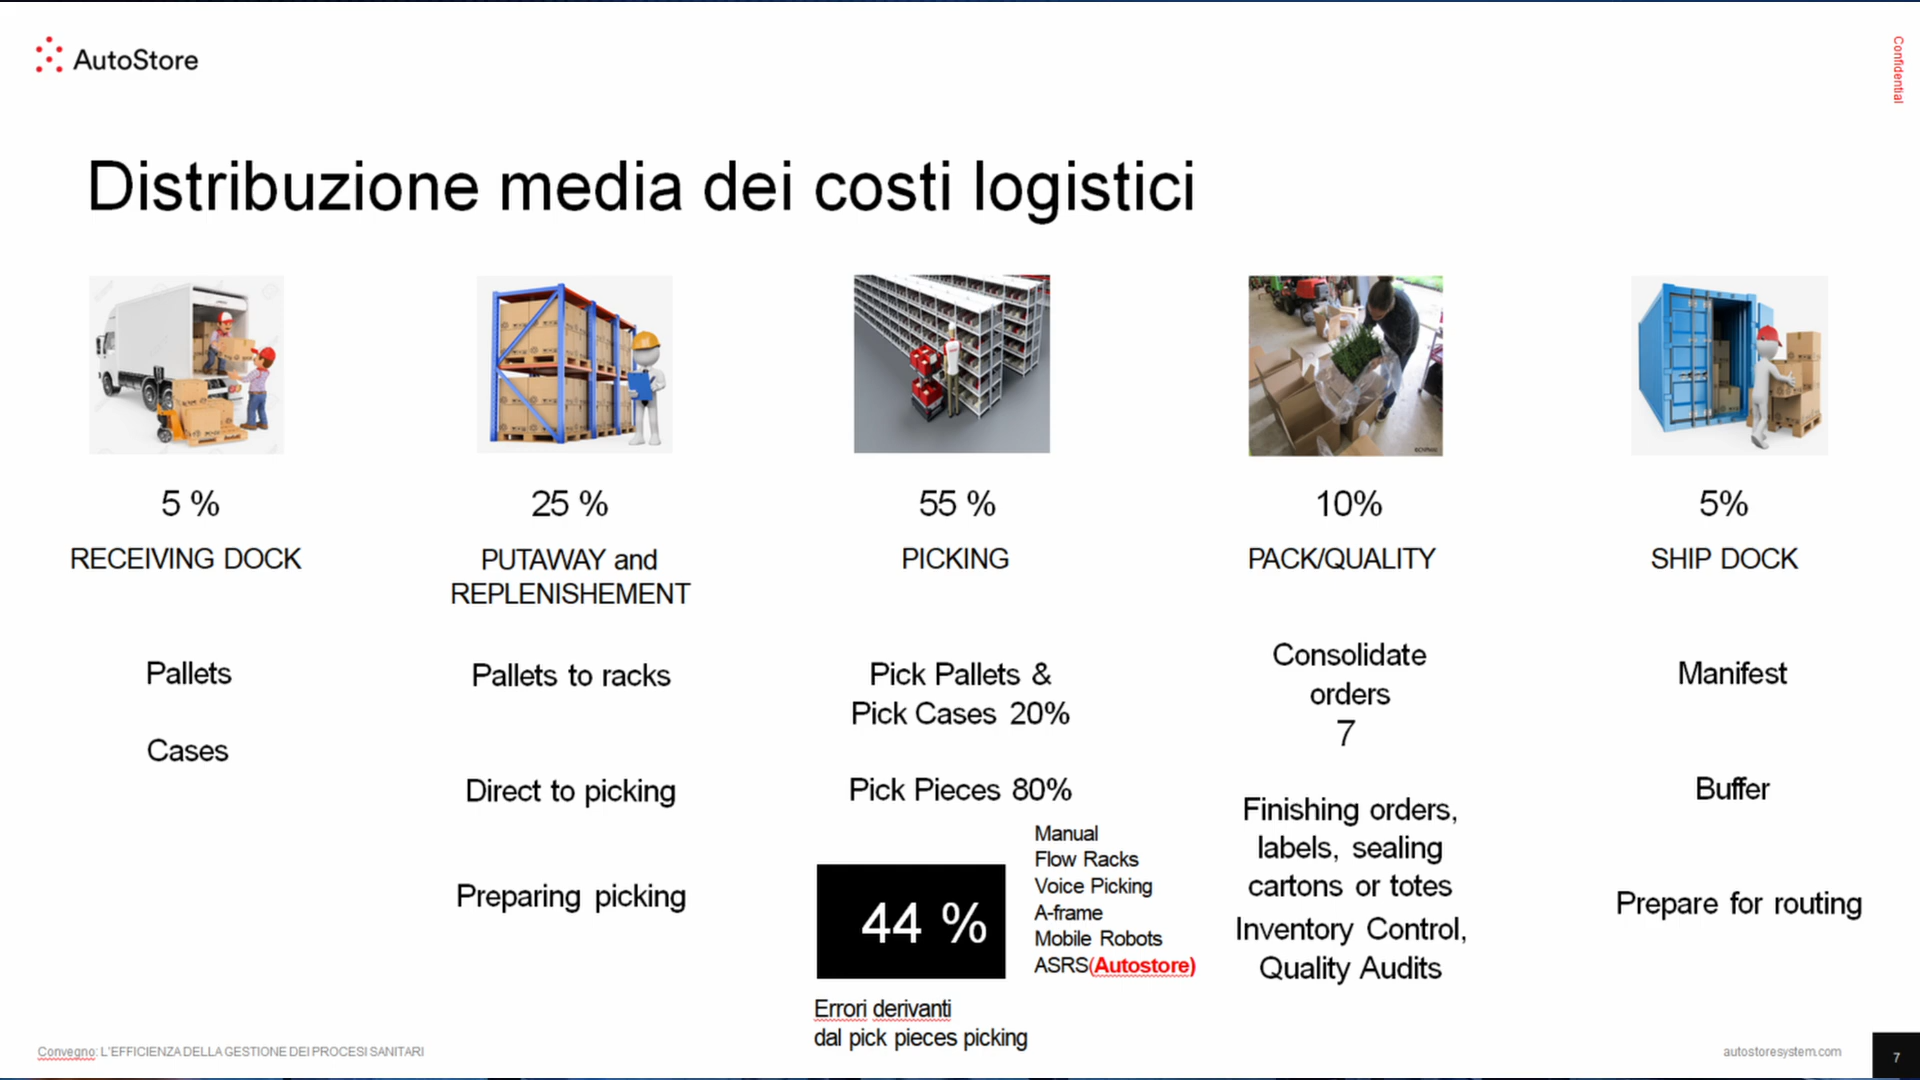 AutoStore
Confidential
Distribuzione media dei costi logistici
5 %
RECEIVING DOCK
Pallets
Cases
25 %
PUTAWAY and
REPLENISHEMENT
Pallets to racks
Direct to picking
Preparing picking
55 %
PICKING
Pick Pallets &
Pick Cases 20%
Pick Pieces 80%
44 %
Manual
Flow Racks
Voice Picking
A-frame
Mobile Robots
ASRS(Autostore)
Errori derivanti
dal pick pieces picking
10%
PACK/QUALITY
Consolidate
orders
7
Finishing orders,
labels, sealing
cartons or totes
Inventory Control,
Quality Audits
5%
SHIP DOCK
Manifest
Buffer
Prepare for routing
Convegno: L'EFFICIENZA DELLA GESTIONE DEI PROCESI SANITARI
autostoresystem.com
7